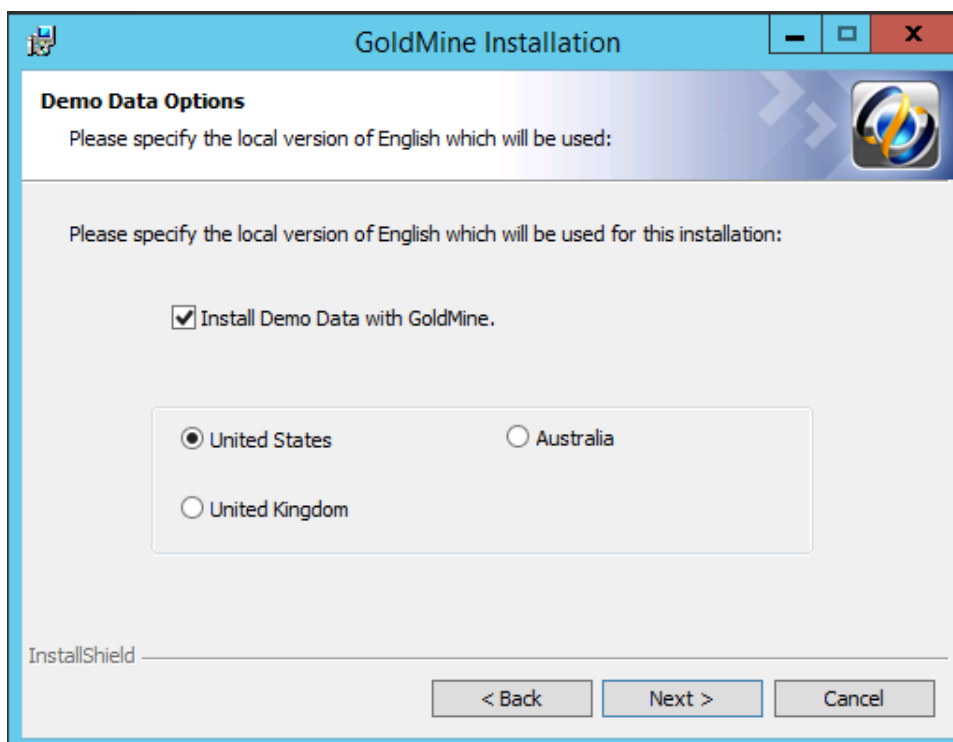 GoldMine Installation
Demo Data Options
Please specify the local version of English which will be used:
Please specify the local version of English which will be used for this installation:
Install Demo Data with GoldMine.
United States
Australia
United Kingdom
InstallShield
< Back
Next >
Cancel